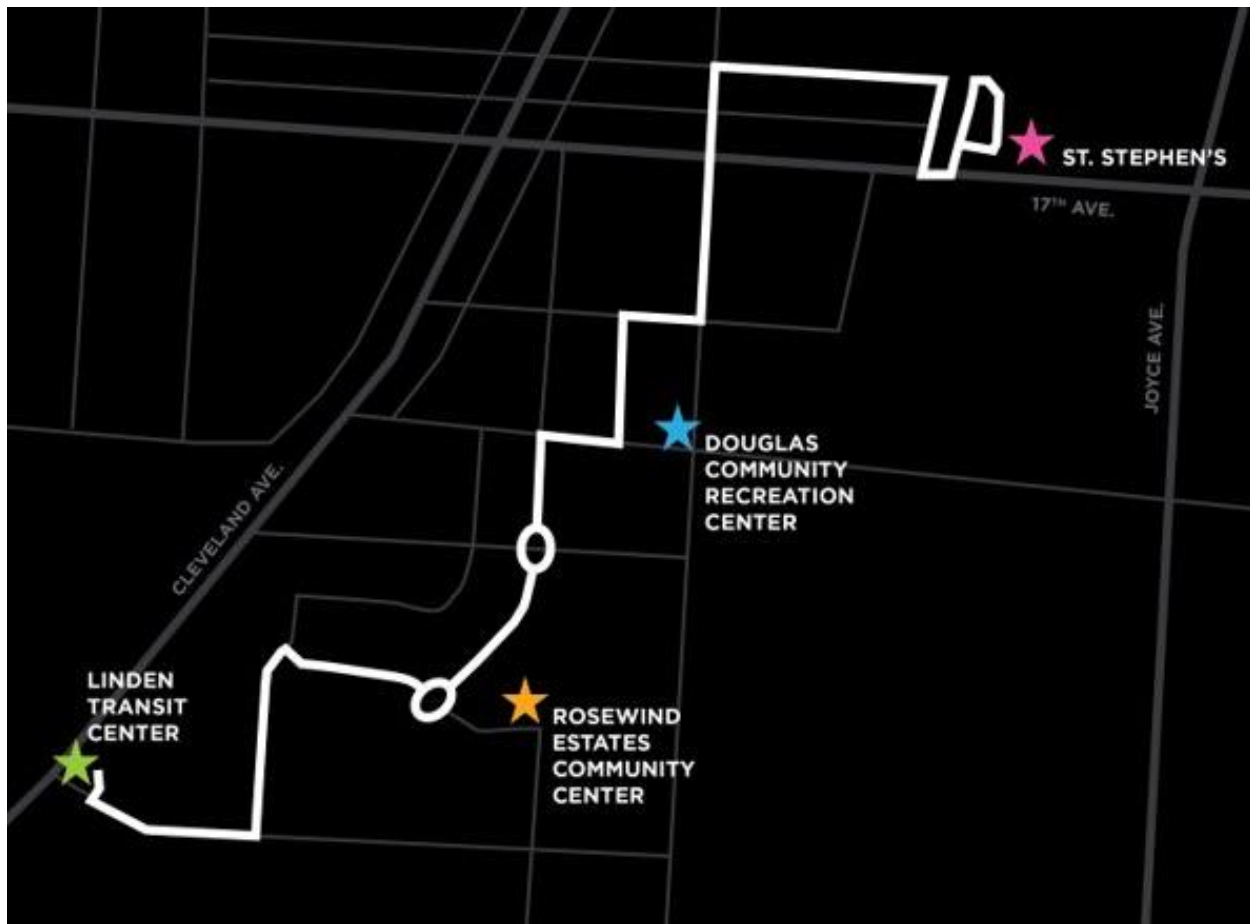 ST. STEPHEN'S
17TH AVE.
JOYCE AVE.
DOUGLAS
COMMUNITY
RECREATION
CENTER
CLEVELAND AVE.
LINDEN
TRANSIT
CENTER
ROSEWIND
ESTATES
COMMUNITY
CENTER